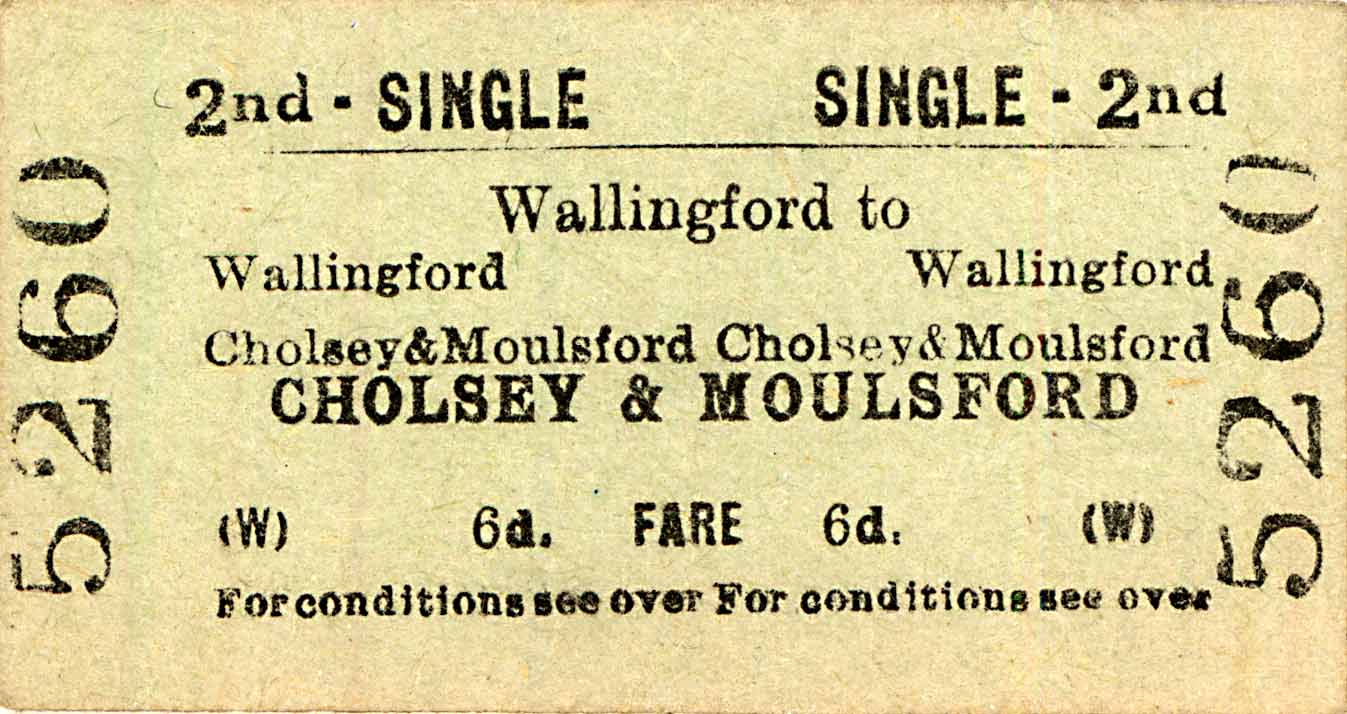 2nd - SINGLE SINGLE - 2nd
Wallingford to
Wallingford Wallingford
Cholsey&Moulsford Cholsey&Moulsford
CHOLSEY & MOULSFORD
(W) 6d. FARE 6d. (W)
For conditions see over For conditions see over
5260
5260